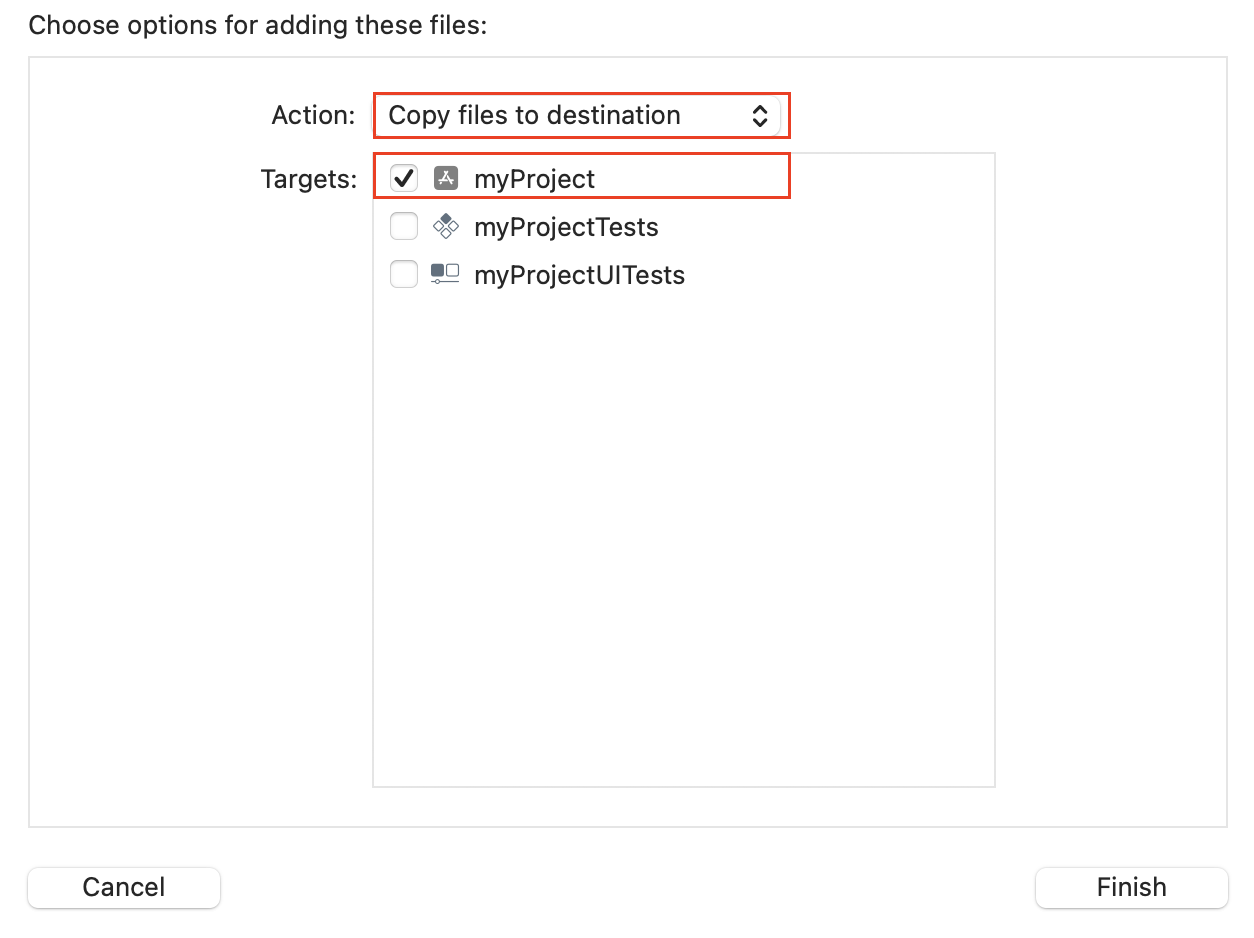 Choose options for adding these files:
Action: Copy files to destination
Targets: myProject
myProjectTests
myProjectUITests
Cancel Finish